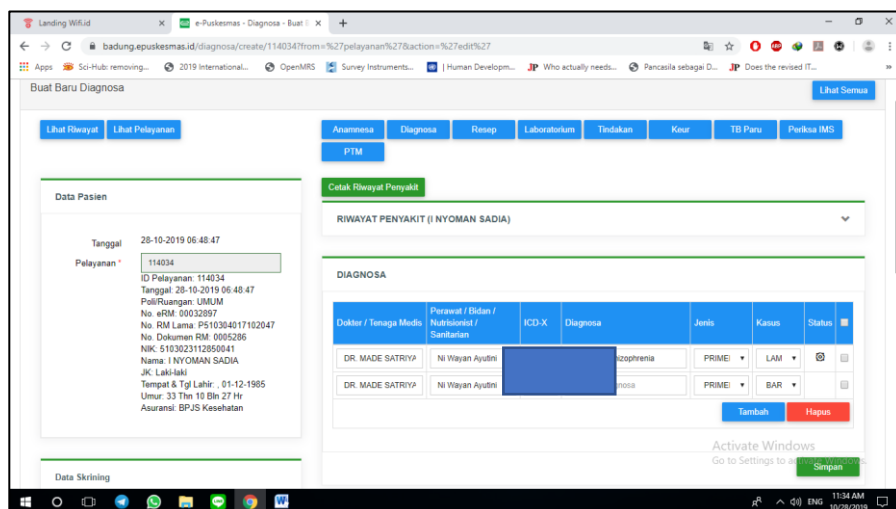 Landing Wifi.id
e-Puskesmas - Diagnosa - Buat
badung.epuskesmas.id/diagnosa/create/114034?from=%27pelayanan%27&action=%27edit%27
Apps Sci-Hub: removing... 2019 International... OpenMRS Survey Instruments... | Human Developm... JP Who actually needs... Pancasila sebagai D... JP Does the revised IT...
Buat Baru Diagnosa
Lihat Semua
Lihat Riwayat Lihat Pelayanan
Anamnesa Diagnosa Resep Laboratorium Tindakan Keur TB Paru Periksa IMS
PTM
Cetak Riwayat Penyakit
Data Pasien
RIWAYAT PENYAKIT (I NYOMAN SADIA)
Tanggal 28-10-2019 06:48:47
Pelayanan * 114034
ID Pelayanan: 114034
Tanggal: 28-10-2019 06:48:47
Poli/Ruangan: UMUM
No. eRM: 00032897
No. RM Lama: P510304017102047
No. Dokumen RM: 0005286
NIK: 5103023112850041
Nama: I NYOMAN SADIA
JK: Laki-laki
Tempat & Tgl Lahir: , 01-12-1985
Umur: 33 Thn 10 Bln 27 Hr
Asuransi: BPJS Kesehatan
DIAGNOSA
Dokter / Tenaga Medis Perawat / Bidan / Nutrisionist / Sanitarian ICD-X Diagnosa Jenis Kasus Status
DR. MADE SATRIYA Ni Wayan Ayutini izophrenia PRIMEI LAM
DR. MADE SATRIYA Ni Wayan Ayutini gnosa PRIMEI BAR
Tambah Hapus
Activate Windows
Go to Settings to activate Windows.
Simpan
Data Skrining
ENG
11:34 AM
10/28/2019